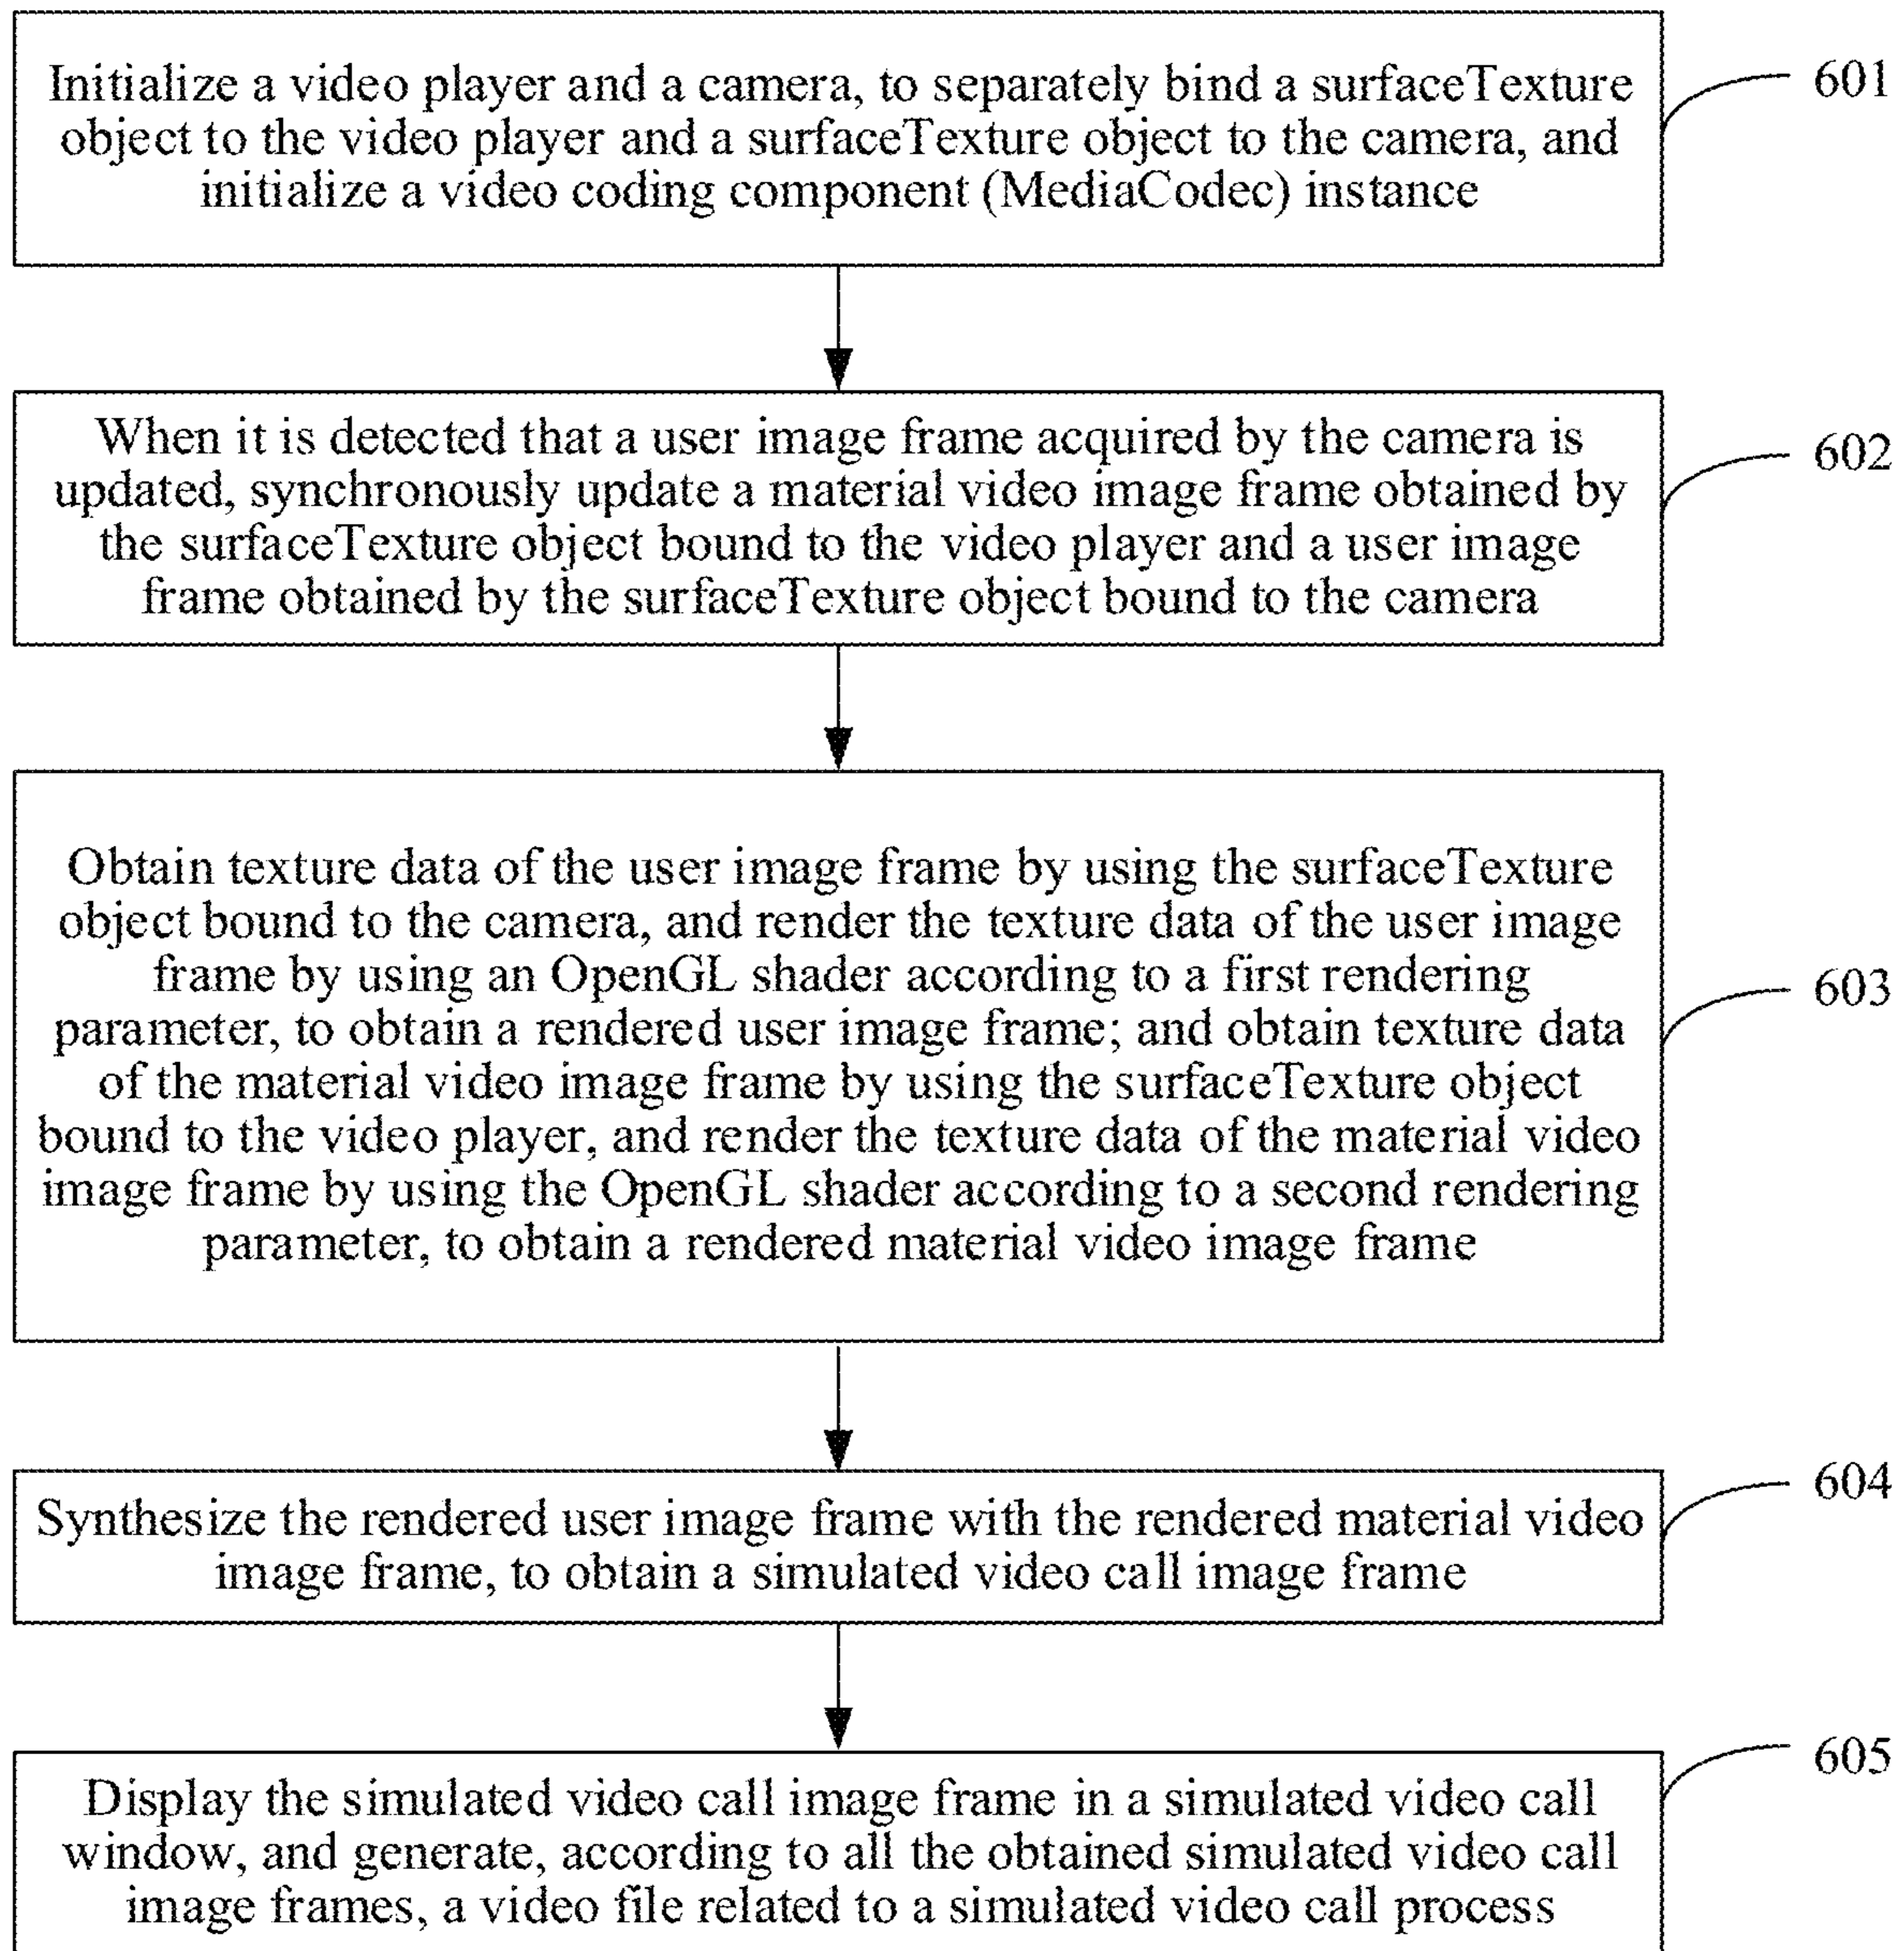 Initialize a video player and a camera, to separately bind a surfaceTexture
object to the video player and a surfaceTexture object to the camera, and
initialize a video coding component (MediaCodec) instance
601
When it is detected that a user image frame acquired by the camera is
updated, synchronously update a material video image frame obtained by
the surfaceTexture object bound to the video player and a user image
frame obtained by the surfaceTexture object bound to the camera
602
Obtain texture data of the user image frame by using the surfaceTexture
object bound to the camera, and render the texture data of the user image
frame by using an OpenGL shader according to a first rendering
parameter, to obtain a rendered user image frame; and obtain texture data
of the material video image frame by using the surfaceTexture object
bound to the video player, and render the texture data of the material video
image frame by using the OpenGL shader according to a second rendering
parameter, to obtain a rendered material video image frame
603
Synthesize the rendered user image frame with the rendered material video
image frame, to obtain a simulated video call image frame
604
Display the simulated video call image frame in a simulated video call
window, and generate, according to all the obtained simulated video call
image frames, a video file related to a simulated video call process
605